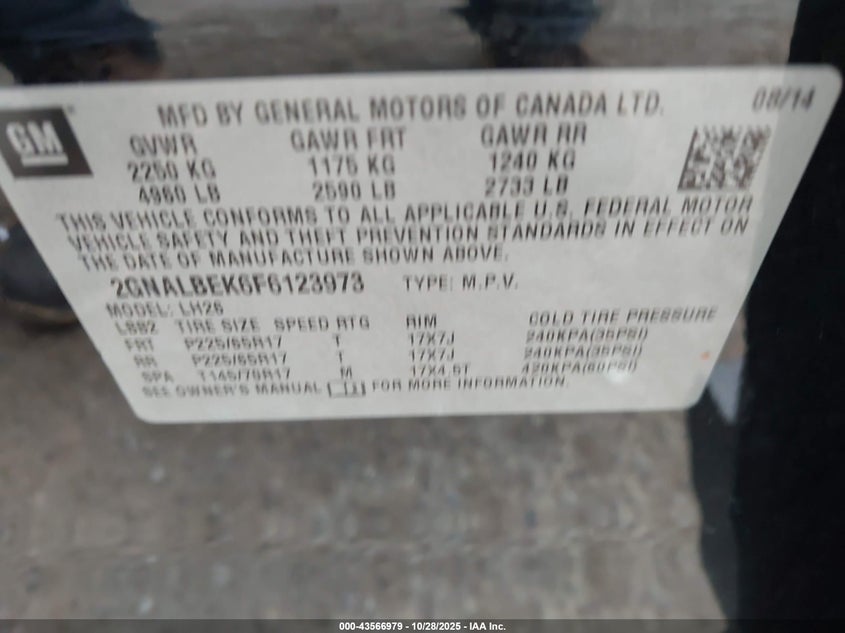 GM
MFD BY GENERAL MOTORS OF CANADA LTD. 08/14
GVWR GAWR FRT GAWR RR
2250 KG 1175 KG 1240 KG
4960 LB 2590 LB 2733 LB
THIS VEHICLE CONFORMS TO ALL APPLICABLE U.S. FEDERAL MOTOR
VEHICLE SAFETY AND THEFT PREVENTION STANDARDS IN EFFECT ON
THE DATE OF MANUFACTURE SHOWN ABOVE.
2GNALBEK6F6123973 TYPE: M.P.V.
MODEL: LH26
LSB2 TIRE SIZE SPEED RTG RIM COLD TIRE PRESSURE
FRT P225/65R17 T 17X7J 240KPA(35PSI)
RR P225/65R17 T 17X7J 240KPA(35PSI)
SPA T145/70R17 M 17X4.5T 420KPA(60PSI)
SEE OWNER'S MANUAL FOR MORE INFORMATION.
000-43566979 | 10/28/2025 - IAA Inc.